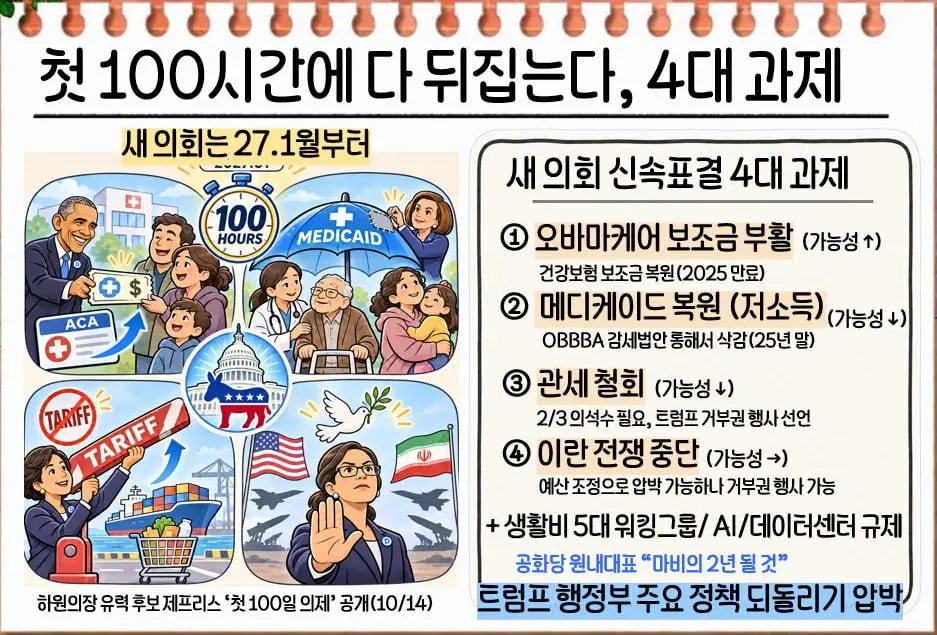 첫 100시간에 다 뒤집는다, 4대 과제
새 의회는 27.1월부터
100
HOURS
MEDICAID
$
ACA
TARIFF
TARIFF
하원의장 유력 후보 제프리스 ‘첫 100일 의제’ 공개(10/14)
새 의회 신속표결 4대 과제
① 오바마케어 보조금 부활 (가능성 ↑)
건강보험 보조금 복원(2025 만료)
② 메디케이드 복원 (저소득) (가능성 ↓)
OBBBA 감세법안 통해서 삭감(25년 말)
③ 관세 철회 (가능성 ↓)
2/3 의석수 필요, 트럼프 거부권 행사 선언
④ 이란 전쟁 중단 (가능성 →)
예산 조정으로 압박 가능하나 거부권 행사 가능
+ 생활비 5대 워킹그룹/ AI/데이터센터 규제
공화당 원내대표 “마비의 2년 될 것”
트럼프 행정부 주요 정책 되돌리기 압박